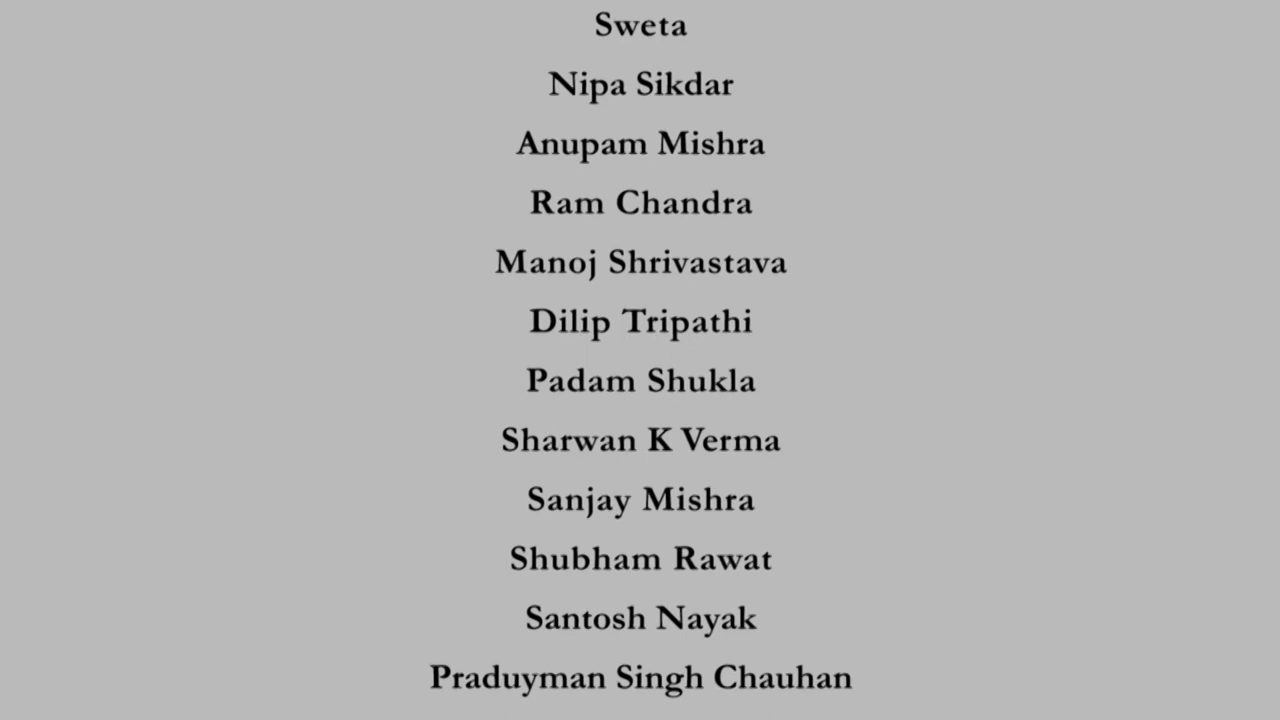 Sweta
Nipa Sikdar
Anupam Mishra
Ram Chandra
Manoj Shrivastava
Dilip Tripathi
Padam Shukla
Sharwan K Verma
Sanjay Mishra
Shubham Rawat
Santosh Nayak
Praduyman Singh Chauhan